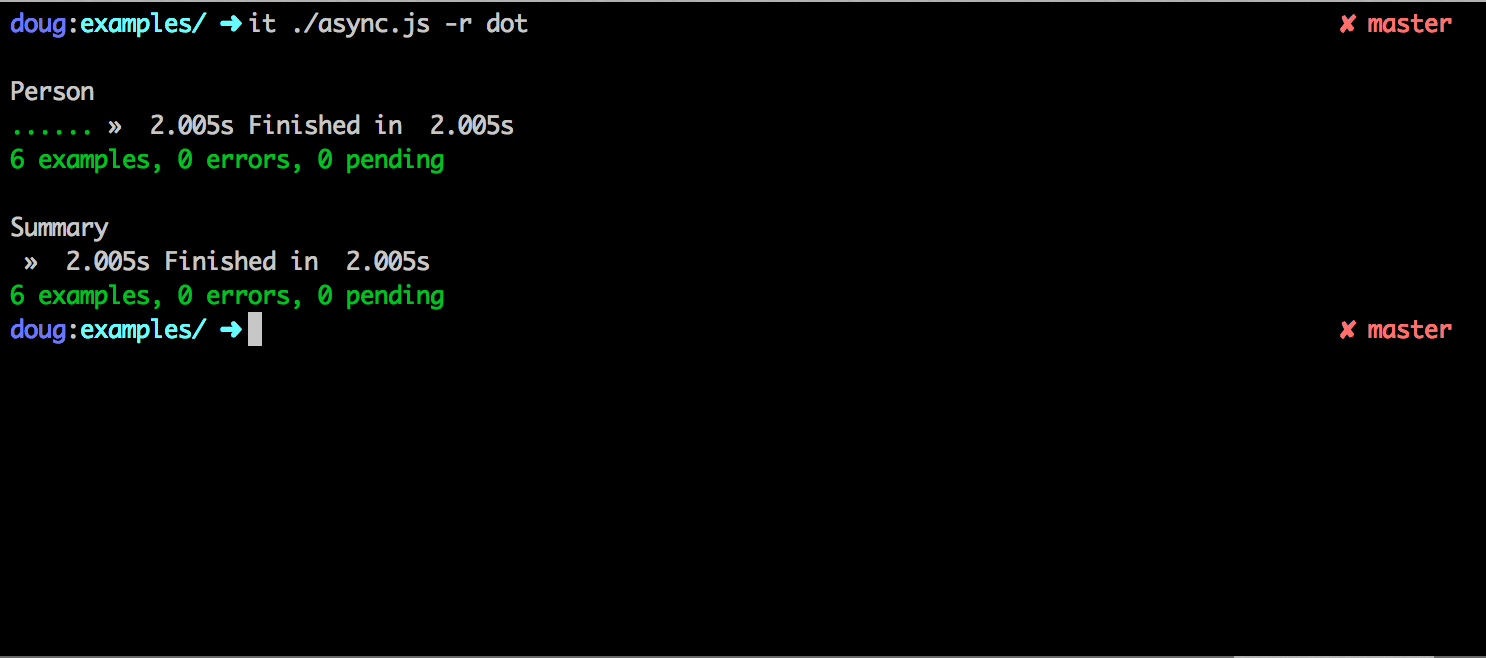 doug:examples/ ➜ it ./async.js -r dot ✘ master
Person
...... » 2.005s Finished in 2.005s
6 examples, 0 errors, 0 pending
Summary
» 2.005s Finished in 2.005s
6 examples, 0 errors, 0 pending
doug:examples/ ➜ ✘ master